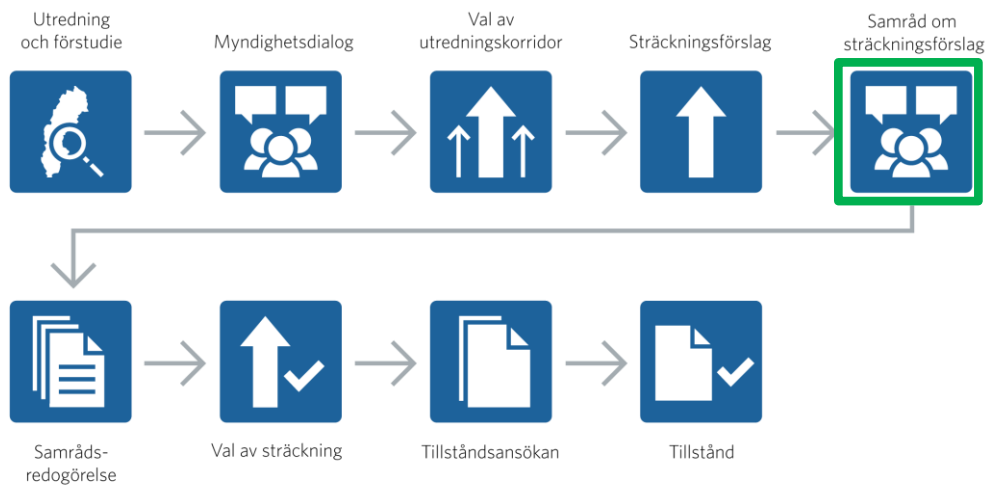 Utredning
och förstudie
Myndighetsdialog
Val av
utredningskorridor
Sträckningsförslag
Samråd om
sträckningsförslag
Samråds-
redogörelse
Val av sträckning
Tillståndsansökan
Tillstånd